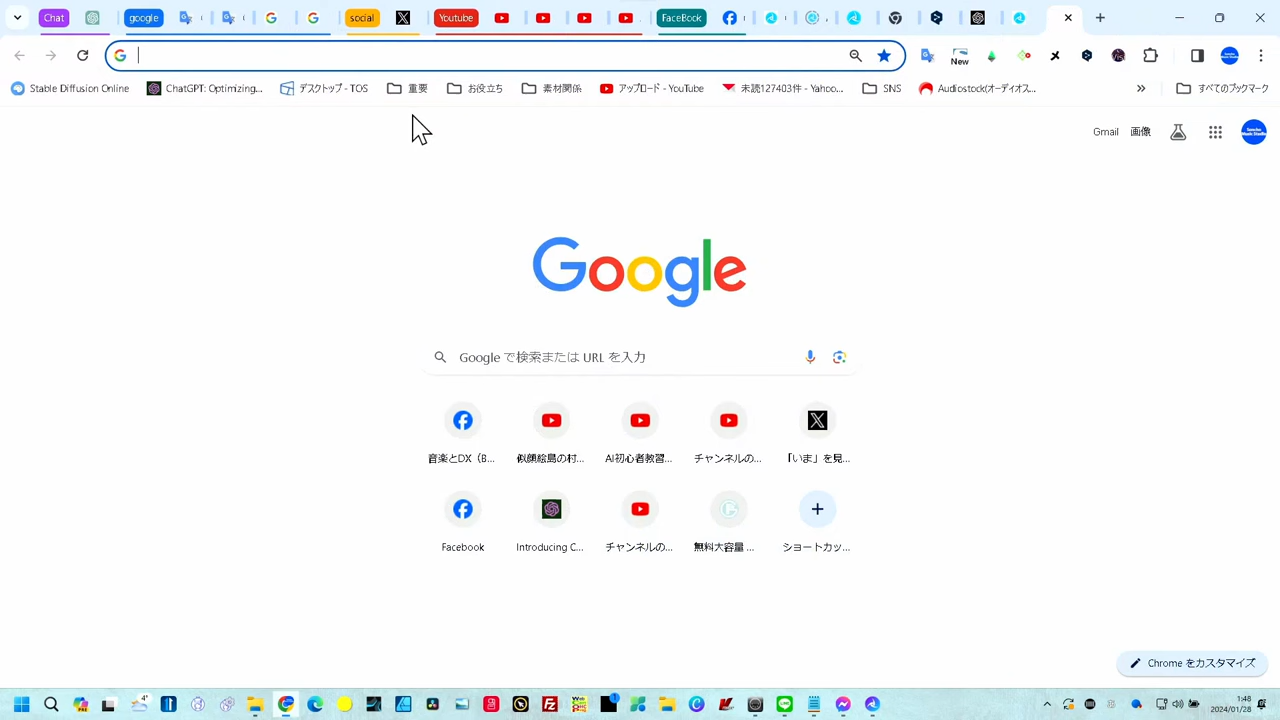 Chat google social Youtube FaceBook
New
Stable Diffusion Online ChatGPT: Optimizing... デスクトップ - TOS 重要 お役立ち 素材関係 アップロード - YouTube 未読127403件 - Yahoo... SNS Audiostock(オーディオス... » すべてのブックマーク
Gmail 画像
Google
Google で検索または URL を入力
音楽とDX（B... 似顔絵島の村... AI初心者教習... チャンネルの... 「いま」を見...
Facebook Introducing C... チャンネルの... 無料大容量 ... ショートカッ...
Chrome をカスタマイズ
4°
1
1:48
2024/01/28